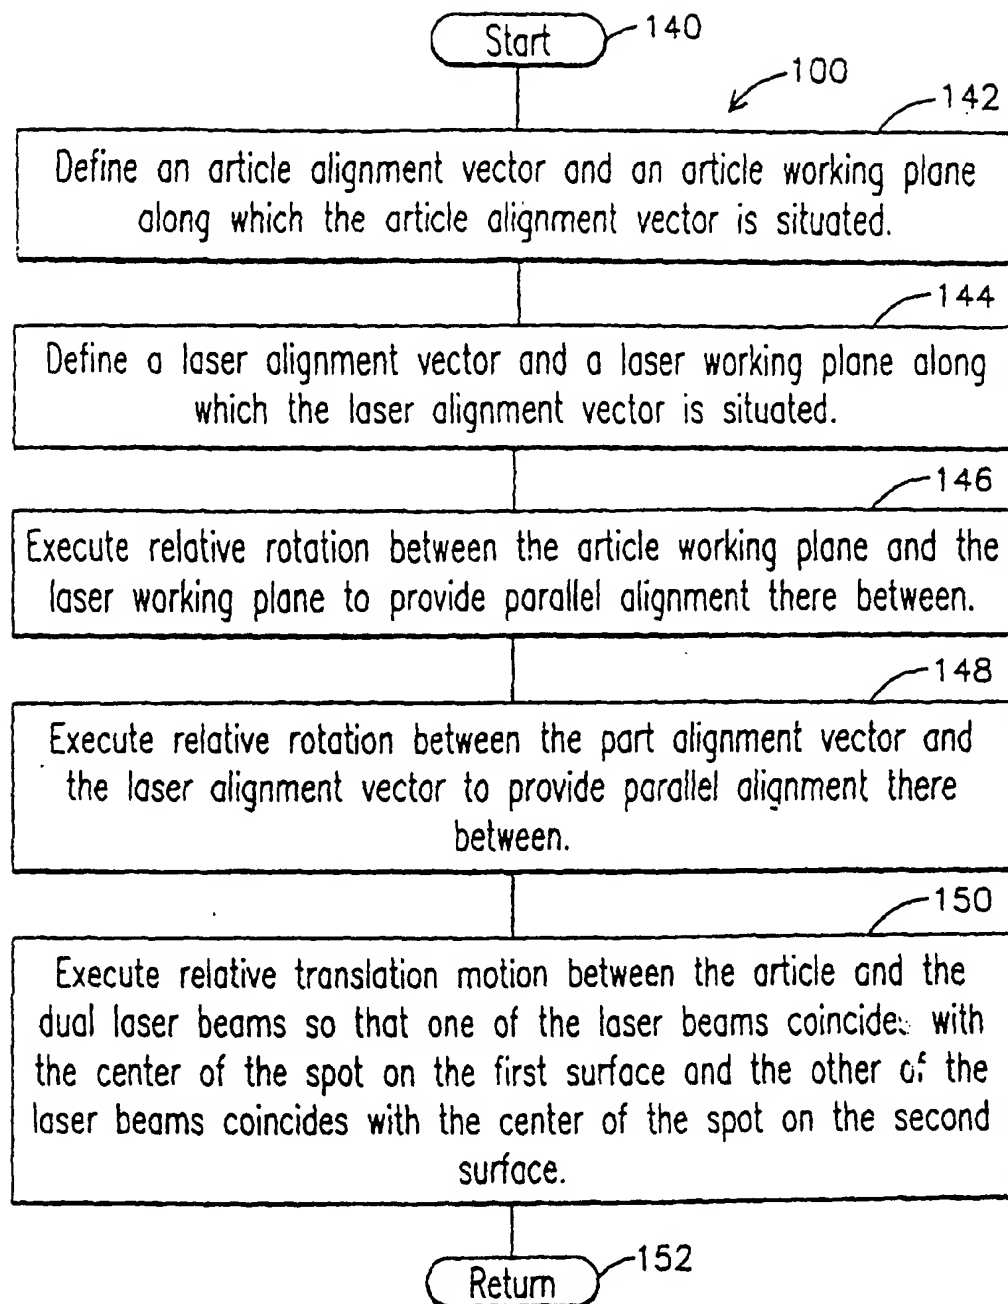 Start
140
100
142
Define an article alignment vector and an article working plane
along which the article alignment vector is situated.
144
Define a laser alignment vector and a laser working plane along
which the laser alignment vector is situated.
146
Execute relative rotation between the article working plane and the
laser working plane to provide parallel alignment there between.
148
Execute relative rotation between the part alignment vector and
the laser alignment vector to provide parallel alignment there
between.
150
Execute relative translation motion between the article and the
dual laser beams so that one of the laser beams coincides with
the center of the spot on the first surface and the other of the
laser beams coincides with the center of the spot on the second
surface.
Return
152